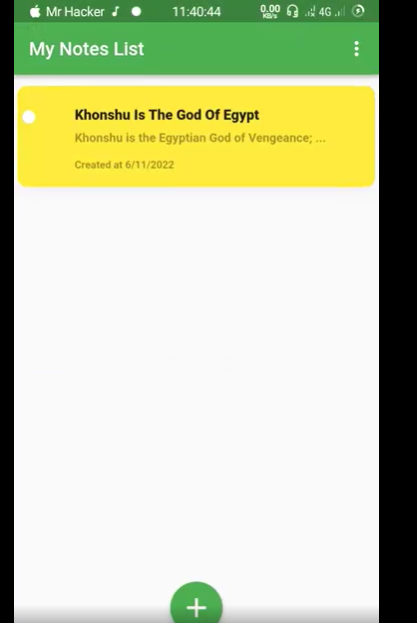 Mr Hacker 11:40:44 0.00 KB/s 4G
My Notes List
Khonshu Is The God Of Egypt
Khonshu is the Egyptian God of Vengeance; ...
Created at 6/11/2022